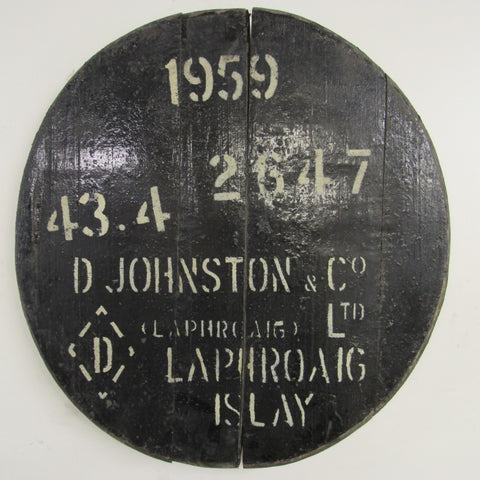 1959
2647
43.4
D JOHNSTON & Cº
(LAPHROAIG) LTD
D LAPHROAIG
ISLAY